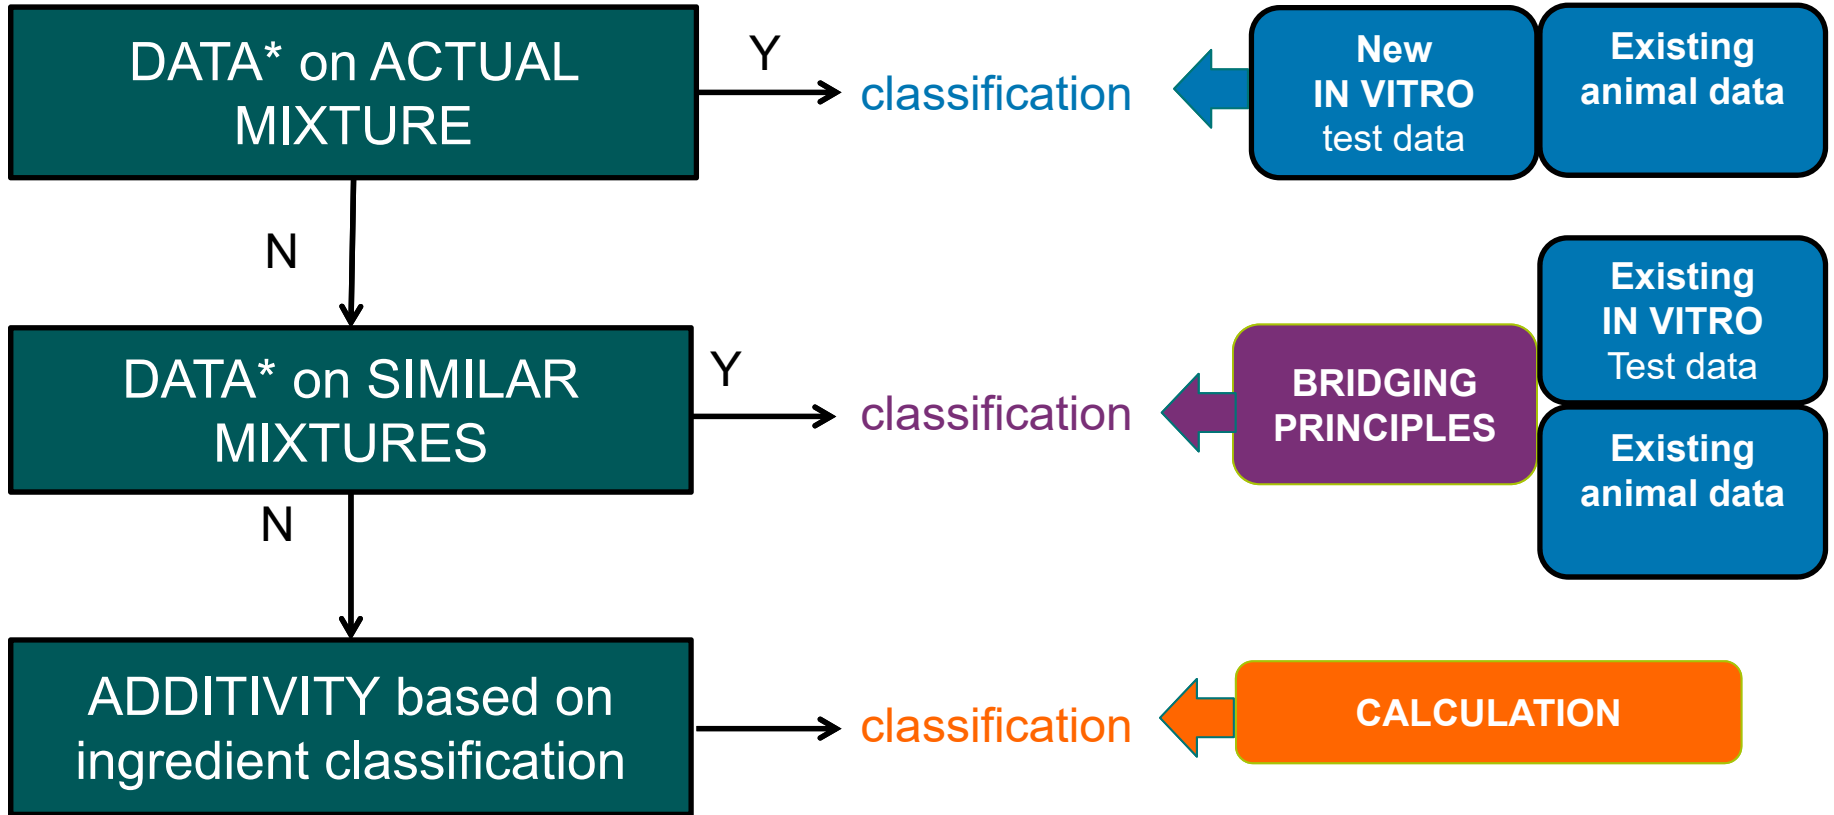 DATA* on ACTUAL
MIXTURE
Y
classification
New
IN VITRO
test data
Existing
animal data
N
DATA* on SIMILAR
MIXTURES
Y
classification
BRIDGING
PRINCIPLES
Existing
IN VITRO
Test data
Existing
animal data
N
ADDITIVITY based on
ingredient classification
classification
CALCULATION